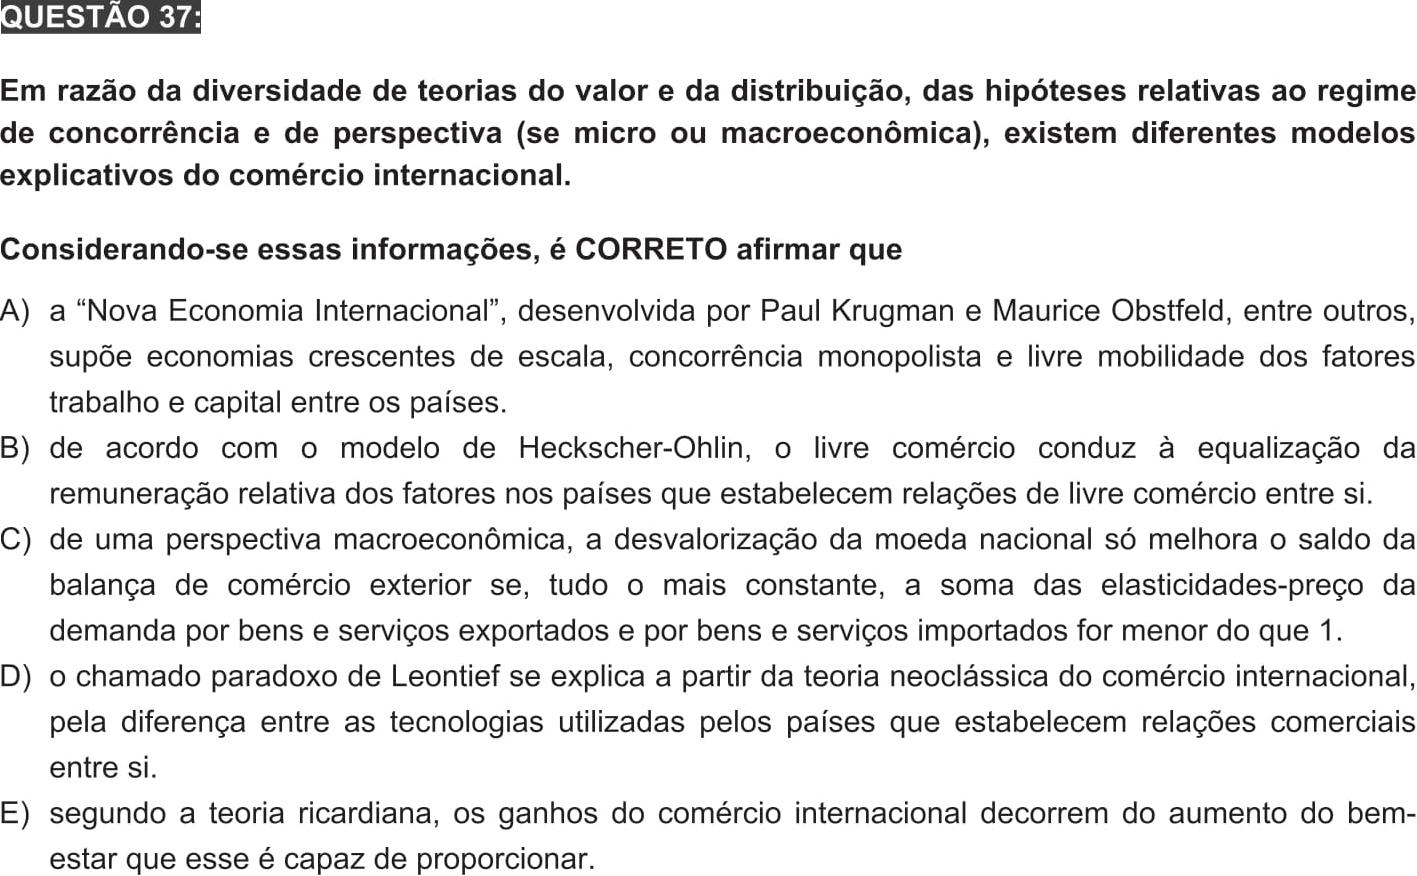 QUESTÃO 37:
Em razão da diversidade de teorias do valor e da distribuição, das hipóteses relativas ao regime
de concorrência e de perspectiva (se micro ou macroeconômica), existem diferentes modelos
explicativos do comércio internacional.
Considerando-se essas informações, é CORRETO afirmar que
A) a “Nova Economia Internacional”, desenvolvida por Paul Krugman e Maurice Obstfeld, entre outros,
supõe economias crescentes de escala, concorrência monopolista e livre mobilidade dos fatores
trabalho e capital entre os países.
B) de acordo com o modelo de Heckscher-Ohlin, o livre comércio conduz à equalização da
remuneração relativa dos fatores nos países que estabelecem relações de livre comércio entre si.
C) de uma perspectiva macroeconômica, a desvalorização da moeda nacional só melhora o saldo da
balança de comércio exterior se, tudo o mais constante, a soma das elasticidades-preço da
demanda por bens e serviços exportados e por bens e serviços importados for menor do que 1.
D) o chamado paradoxo de Leontief se explica a partir da teoria neoclássica do comércio internacional,
pela diferença entre as tecnologias utilizadas pelos países que estabelecem relações comerciais
entre si.
E) segundo a teoria ricardiana, os ganhos do comércio internacional decorrem do aumento do bem-
estar que esse é capaz de proporcionar.